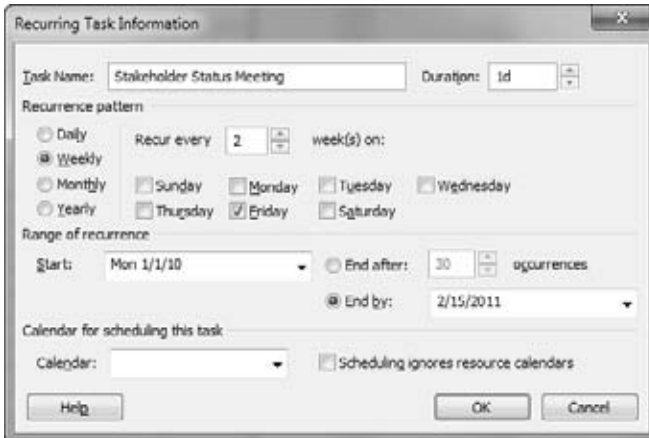 Recurring Task Information
Task Name: Stakeholder Status Meeting Duration: 1d
Recurrence pattern
Daily Recur every 2 week(s) on:
Weekly
Monthly Sunday Monday Tuesday Wednesday
Yearly Thursday Friday Saturday
Range of recurrence
Start: Mon 1/1/10 End after: 30 occurrences
End by: 2/15/2011
Calendar for scheduling this task
Calendar: Scheduling ignores resource calendars
Help OK Cancel